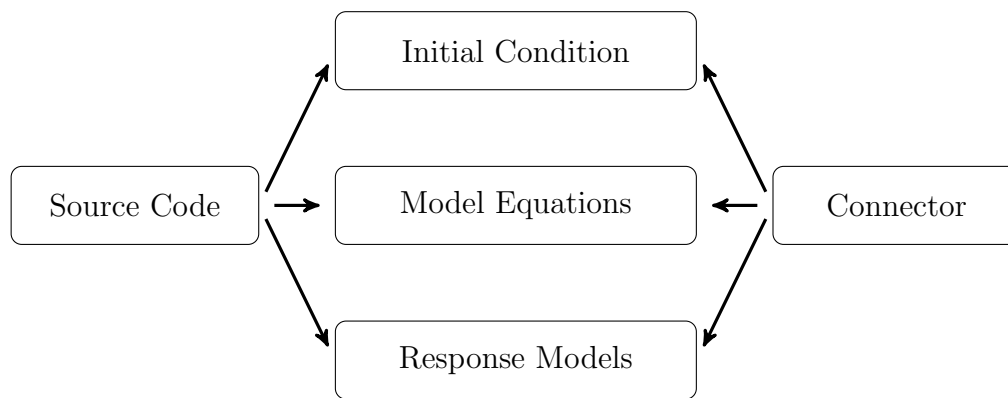 Initial Condition
Source Code
Model Equations
Connector
Response Models